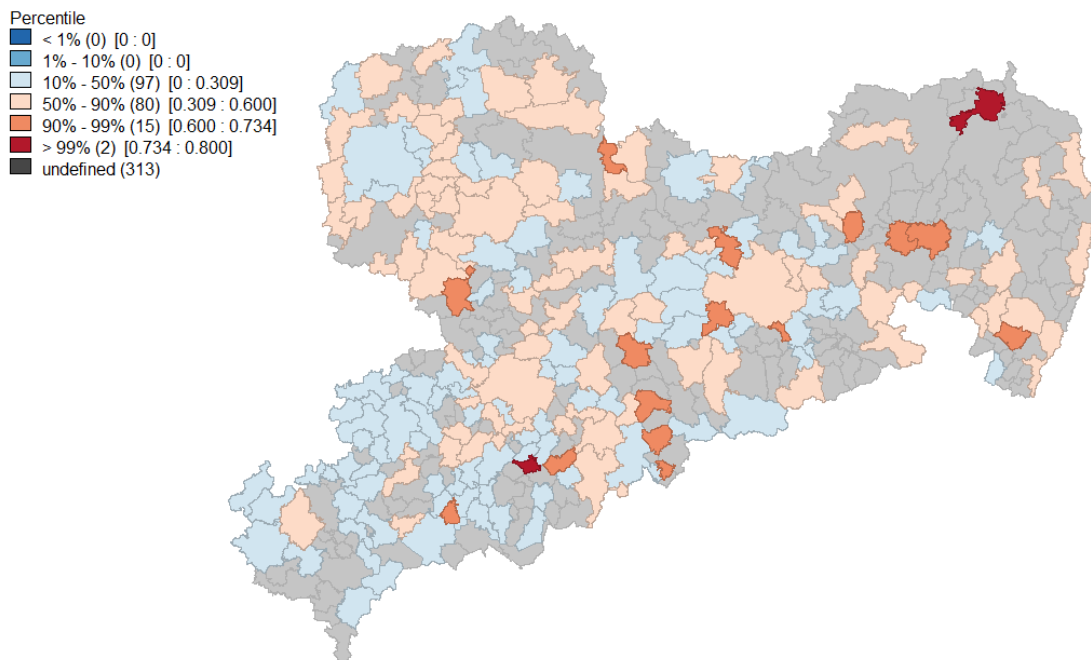 Percentile
< 1% (0) [0 : 0]
1% - 10% (0) [0 : 0]
10% - 50% (97) [0 : 0.309]
50% - 90% (80) [0.309 : 0.600]
90% - 99% (15) [0.600 : 0.734]
> 99% (2) [0.734 : 0.800]
undefined (313)